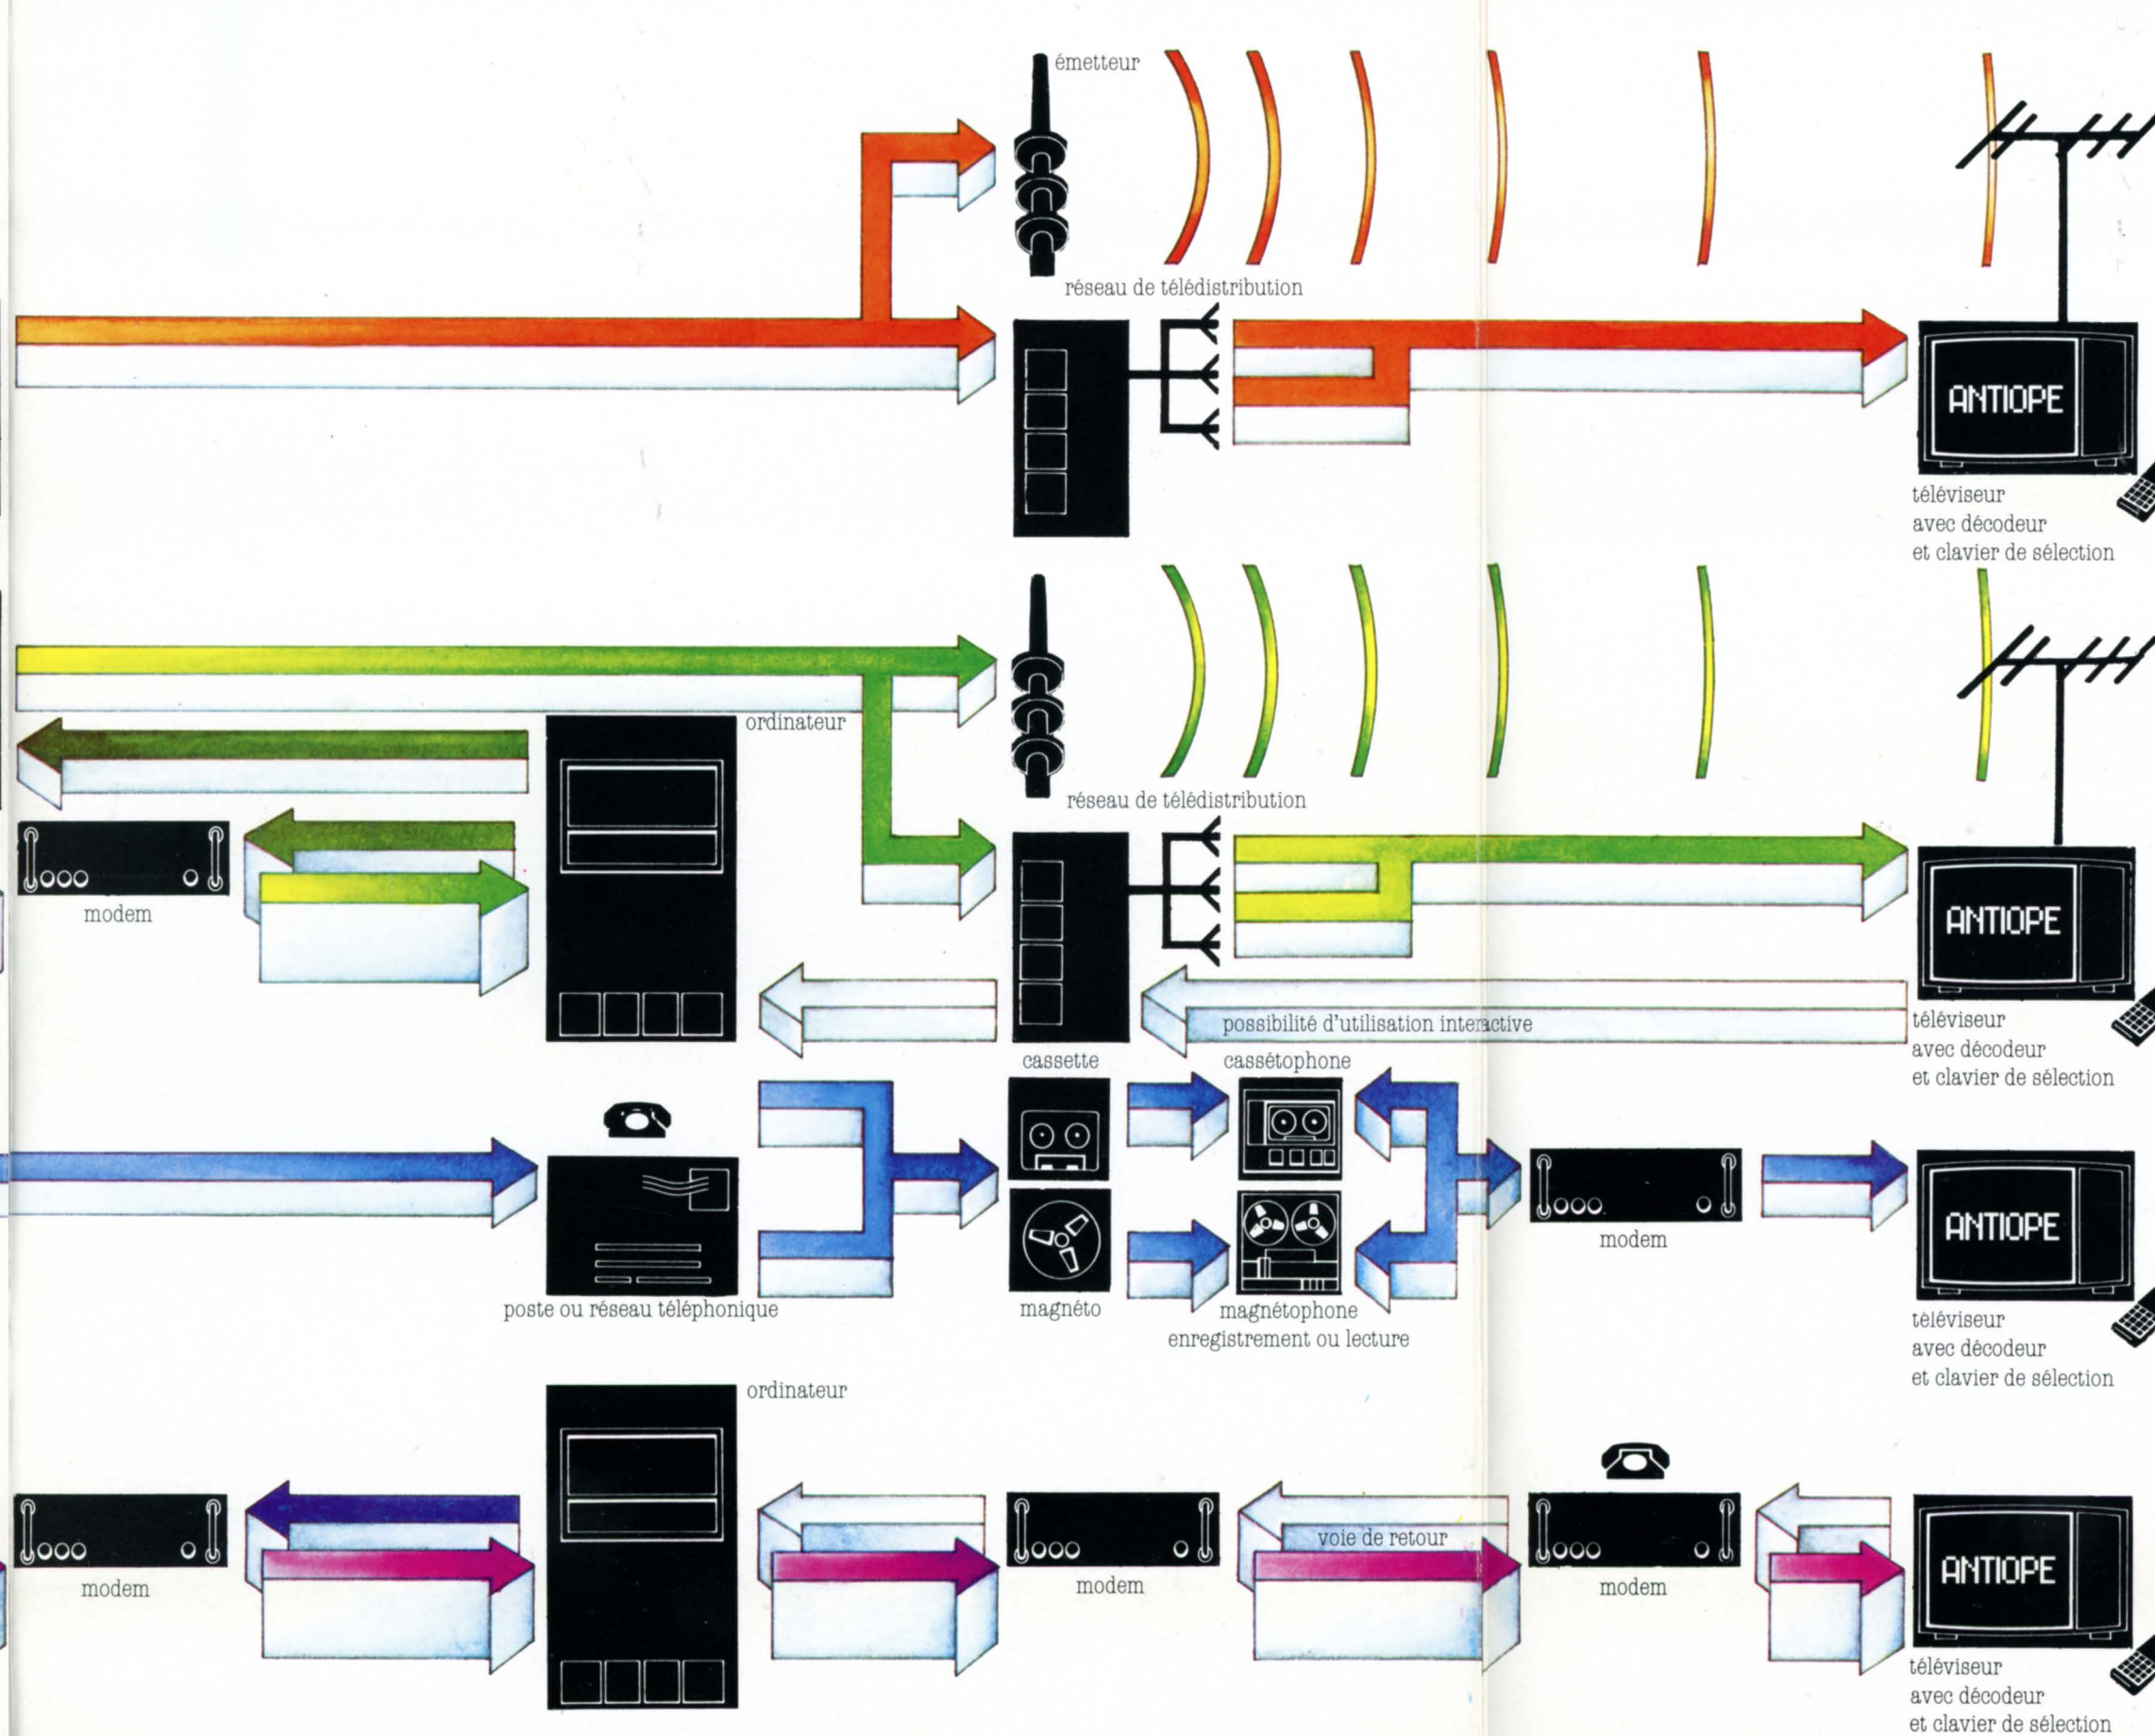 émetteur
réseau de télédistribution
ANTIOPE
téléviseur
avec décodeur
et clavier de sélection
ordinateur
modem
réseau de télédistribution
ANTIOPE
possibilité d'utilisation interactive
téléviseur
avec décodeur
et clavier de sélection
cassette
cassétophone
poste ou réseau téléphonique
magnéto
magnétophone
enregistrement ou lecture
modem
ANTIOPE
téléviseur
avec décodeur
et clavier de sélection
ordinateur
modem
modem
voie de retour
modem
ANTIOPE
téléviseur
avec décodeur
et clavier de sélection